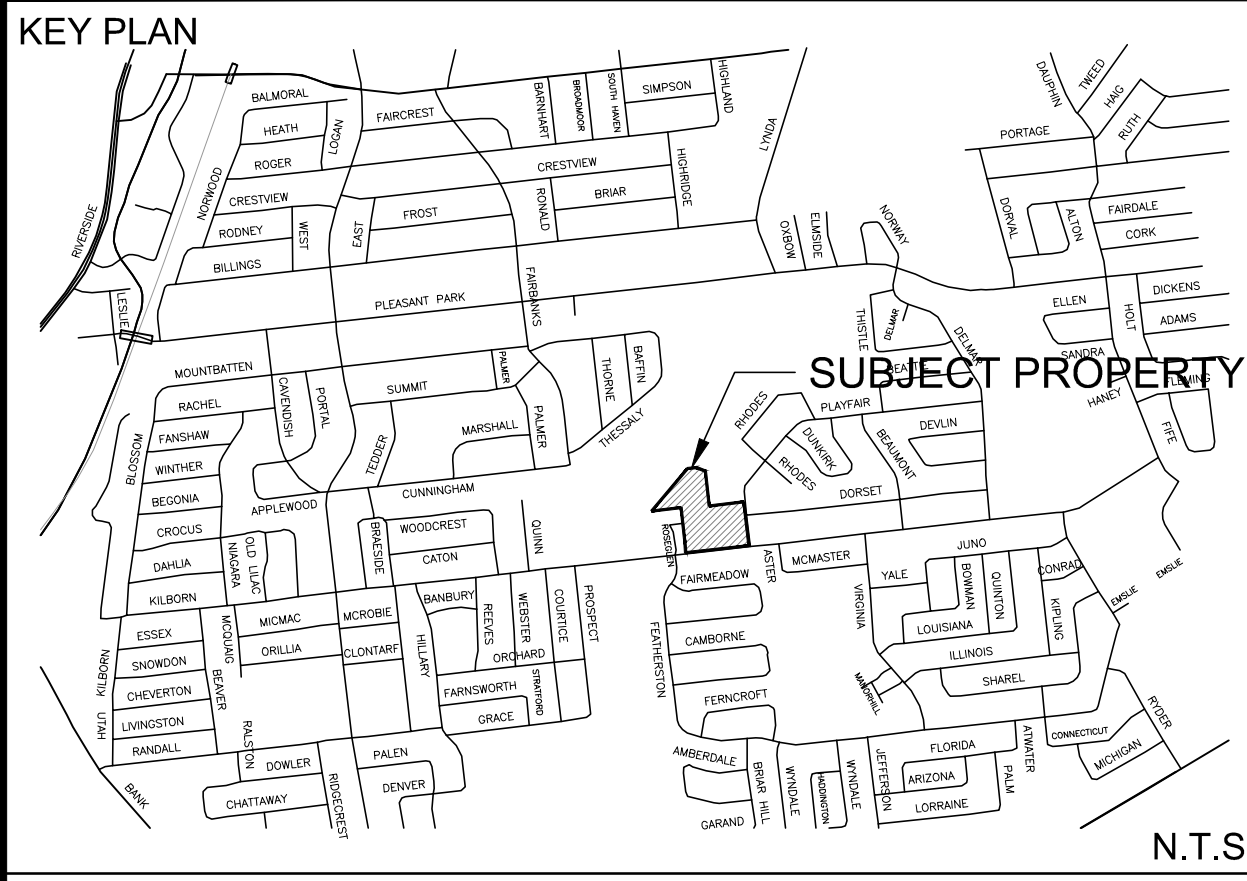 KEY PLAN
BALMORAL
HEATH
LOGAN
FAIRCREST
BARNHART
BROADMOOR
SOUTH HAVEN
SIMPSON
HIGHLAND
LYNDA
DAUPHIN
TWEED
HAIG
RUTH
PORTAGE
ROGER
CRESTVIEW
HIGHRIDGE
NORWOOD
CRESTVIEW
RONALD
BRIAR
FROST
EAST
WEST
RODNEY
BILLINGS
RIVERSIDE
LESLIE
PLEASANT PARK
FAIRBANKS
OXBOW
ELMSIDE
NORWAY
DORVAL
ALTON
FAIRDALE
CORK
DICKENS
ADAMS
HOLT
ELLEN
SANDRA
FLEMING
HANEY
FIFE
THISTLE
DELMAR
DELMAR
BEATTIE
SUBJECT PROPERTY
MOUNTBATTEN
RACHEL
FANSHAW
WINTHER
BEGONIA
CROCUS
DAHLIA
KILBORN
BLOSSOM
CAVENDISH
PORTAL
SUMMIT
PALMER
PALMER
THORNE
BAFFIN
THESSALY
MARSHALL
TEDDER
CUNNINGHAM
APPLEWOOD
WOODCREST
CATON
BRAESIDE
QUINN
NIAGARA
OLD LILAC
RHODES
RHODES
DUNKIRK
PLAYFAIR
BEAUMONT
DEVLIN
DORSET
ROSEGLEN
FAIRMEADOW
ASTER
MCMASTER
JUNO
YALE
VIRGINIA
BOWMAN
QUINTON
CONRAD
KIPLING
LOUISIANA
ILLINOIS
SHAREL
EMSLIE
EMSLIE
MANORHILL
ESSEX
SNOWDON
CHEVERTON
LIVINGSTON
RANDALL
KILBORN
UTAH
BANK
MCQUAIG
BEAVER
MICMAC
ORILLIA
MCROBIE
CLONTARF
HILLARY
BANBURY
REEVES
WEBSTER
COURTICE
PROSPECT
ORCHARD
FARNSWORTH
STRATFORD
GRACE
RALSTON
DOWLER
CHATTAWAY
RIDGECREST
PALEN
DENVER
FEATHERSTON
CAMBORNE
FERNCROFT
AMBERDALE
GARAND
BRIAR HILL
WYNDALE
HADDINGTON
WYNDALE
JEFFERSON
FLORIDA
ARIZONA
LORRAINE
PALM
ATWATER
CONNECTICUT
MICHIGAN
RYDER
N.T.S